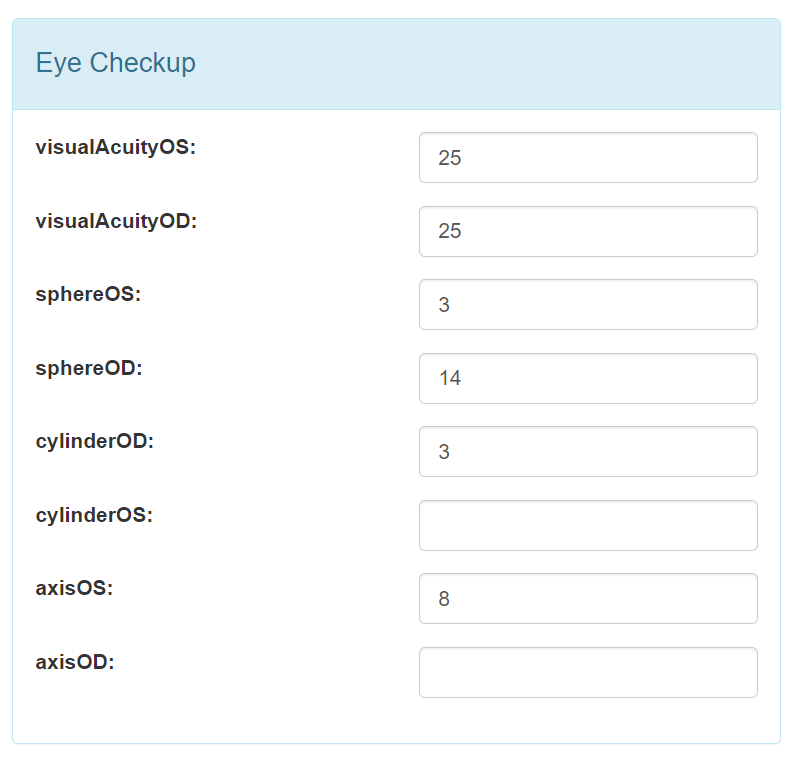 Eye Checkup
visualAcuityOS: 25
visualAcuityOD: 25
sphereOS: 3
sphereOD: 14
cylinderOD: 3
cylinderOS:
axisOS: 8
axisOD: